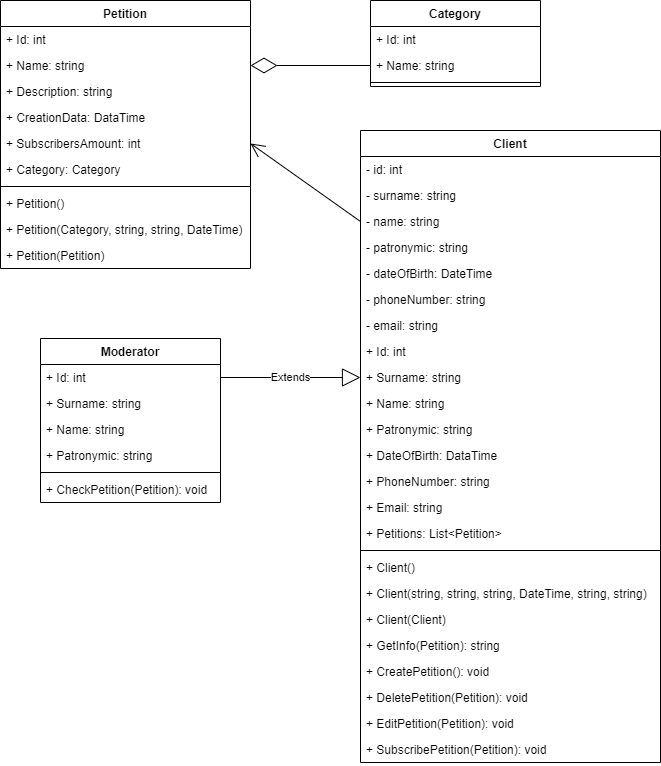 Petition
+ Id: int
+ Name: string
+ Description: string
+ CreationData: DataTime
+ SubscribersAmount: int
+ Category: Category
+ Petition()
+ Petition(Category, string, string, DateTime)
+ Petition(Petition)
Category
+ Id: int
+ Name: string
Client
- id: int
- surname: string
- name: string
- patronymic: string
- dateOfBirth: DateTime
- phoneNumber: string
- email: string
+ Id: int
+ Surname: string
+ Name: string
+ Patronymic: string
+ DateOfBirth: DataTime
+ PhoneNumber: string
+ Email: string
+ Petitions: List<Petition>
+ Client()
+ Client(string, string, string, DateTime, string, string)
+ Client(Client)
+ GetInfo(Petition): string
+ CreatePetition(): void
+ DeletePetition(Petition): void
+ EditPetition(Petition): void
+ SubscribePetition(Petition): void
Moderator
+ Id: int
+ Surname: string
+ Name: string
+ Patronymic: string
+ CheckPetition(Petition): void
Extends